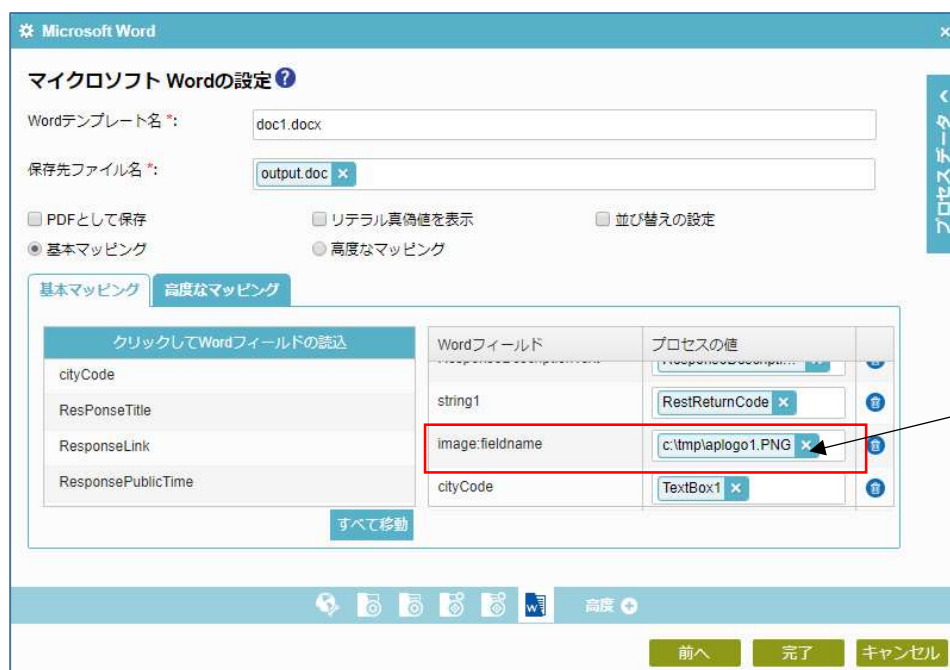 Microsoft Word ×
マイクロソフト Wordの設定 ?
Wordテンプレート名 *: doc1.docx
保存先ファイル名 *: output.doc ×
プロセスデータ
PDFとして保存 リテラル真偽値を表示 並び替えの設定
基本マッピング 高度なマッピング
基本マッピング 高度なマッピング
クリックしてWordフィールドの読込
cityCode
ResPonseTitle
ResponseLink
ResponsePublicTime
すべて移動
Wordフィールド プロセスの値
string1 RestReturnCode ×
image:fieldname c:\tmp\aplogo1.PNG ×
cityCode TextBox1 ×
W 高度 +
前へ 完了 キャンセル